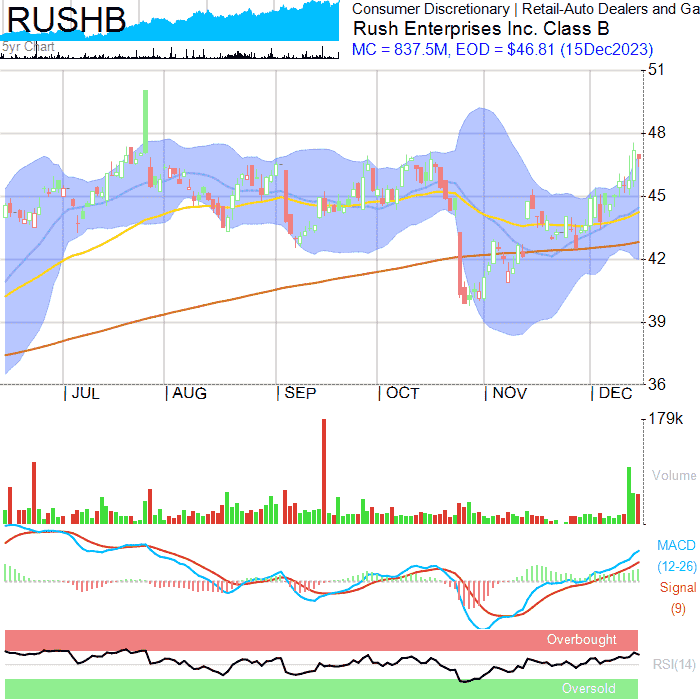 RUSHB
5yr Chart
Consumer Discretionary | Retail-Auto Dealers and Ga
Rush Enterprises Inc. Class B
MC = 837.5M, EOD = $46.81 (15Dec2023)
51
48
45
42
39
36
JUL
AUG
SEP
OCT
NOV
DEC
179k
Volume
MACD
(12-26)
Signal
(9)
Overbought
RSI(14)
Oversold